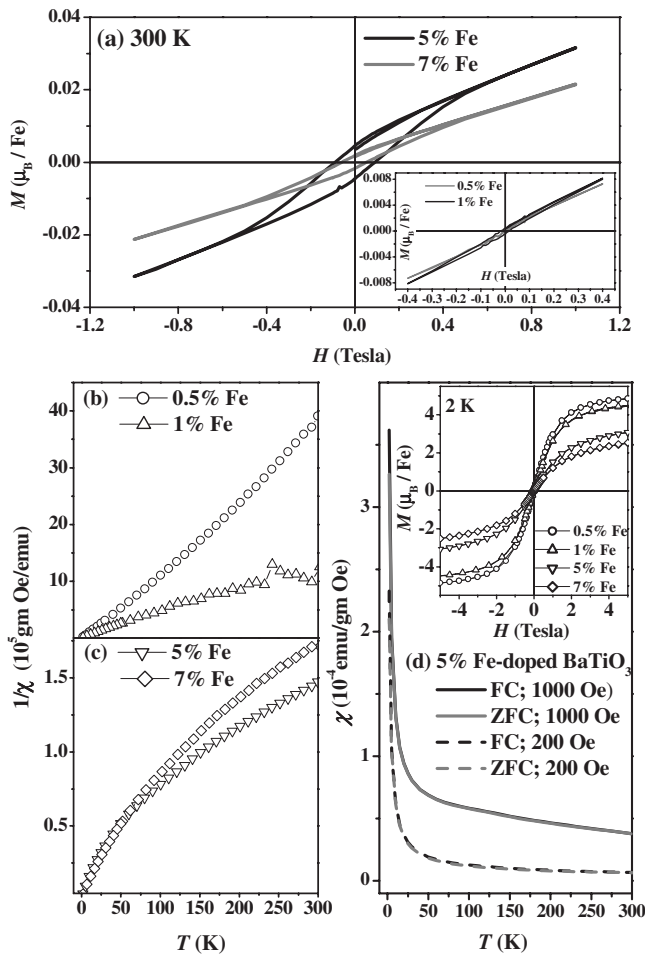 (a) 300 K
5% Fe
7% Fe
0.04
0.02
0.00
-0.02
-0.04
M (μB / Fe)
-1.2 -0.8 -0.4 0.0 0.4 0.8 1.2
H (Tesla)
0.5% Fe
1% Fe
0.008
0.004
0.000
-0.004
-0.008
M (μB / Fe)
H (Tesla)
-0.4 -0.3 -0.2 -0.1 0.0 0.1 0.2 0.3 0.4
(b)
0.5% Fe
1% Fe
40
30
20
10
(c)
5% Fe
7% Fe
1.5
1.0
0.5
1/χ (10⁵gm Oe/emu)
0 50 100 150 200 250 300
T (K)
2 K
4
2
0
-2
-4
M (μB / Fe)
0.5% Fe
1% Fe
5% Fe
7% Fe
-4 -2 0 2 4
H (Tesla)
(d) 5% Fe-doped BaTiO3
FC; 1000 Oe)
ZFC; 1000 Oe
FC; 200 Oe
ZFC; 200 Oe
3
2
1
0
χ (10⁻⁴emu/gm Oe)
0 50 100 150 200 250 300
T (K)